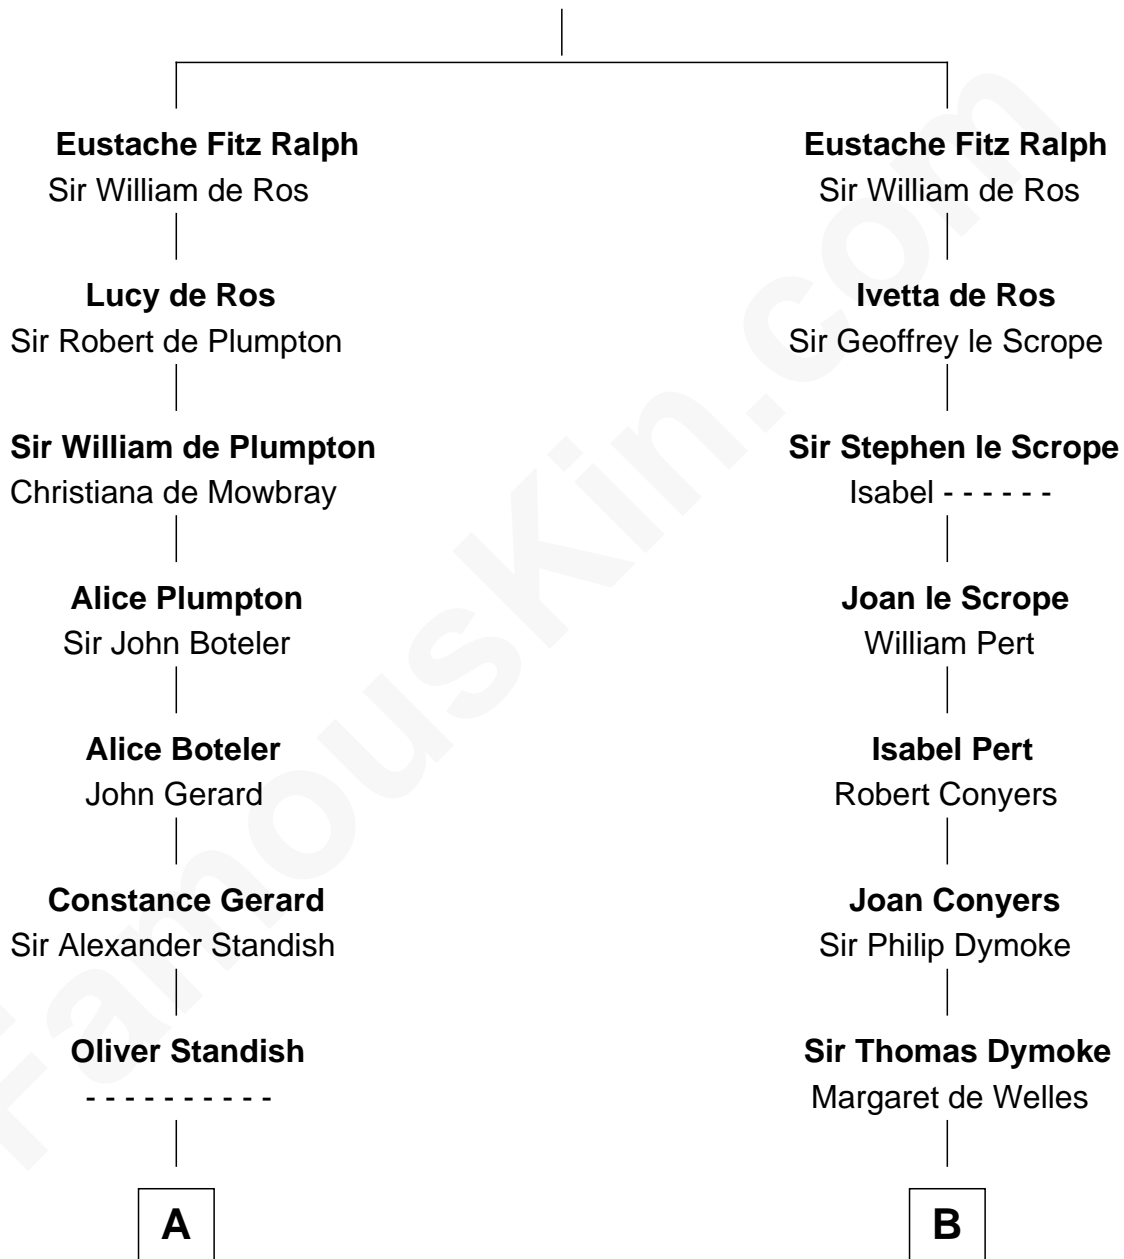 Eustache Fitz Ralph
Sir William de Ros
Lucy de Ros
Sir Robert de Plumpton
Sir William de Plumpton
Christiana de Mowbray
Alice Plumpton
Sir John Boteler
Alice Boteler
John Gerard
Constance Gerard
Sir Alexander Standish
Oliver Standish
- - - - - - - - - -
A
Eustache Fitz Ralph
Sir William de Ros
Ivetta de Ros
Sir Geoffrey le Scrope
Sir Stephen le Scrope
Isabel - - - - - -
Joan le Scrope
William Pert
Isabel Pert
Robert Conyers
Joan Conyers
Sir Philip Dymoke
Sir Thomas Dymoke
Margaret de Welles
B
FamousKin.com